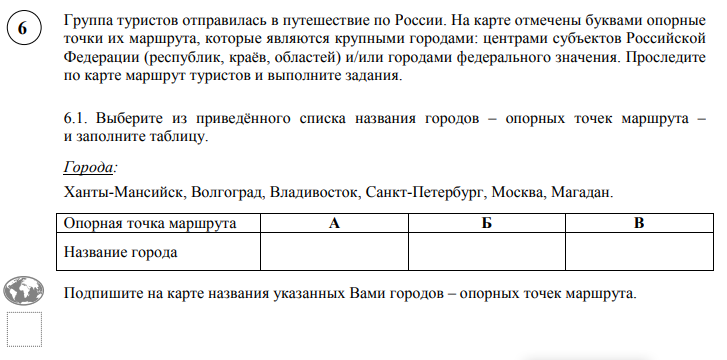 6
Группа туристов отправилась в путешествие по России. На карте отмечены буквами опорные
точки их маршрута, которые являются крупными городами: центрами субъектов Российской
Федерации (республик, краёв, областей) и/или городами федерального значения. Проследите
по карте маршрут туристов и выполните задания.
6.1. Выберите из приведённого списка названия городов – опорных точек маршрута –
и заполните таблицу.
Города:
Ханты-Мансийск, Волгоград, Владивосток, Санкт-Петербург, Москва, Магадан.
Опорная точка маршрута А Б В
Название города
Подпишите на карте названия указанных Вами городов – опорных точек маршрута.